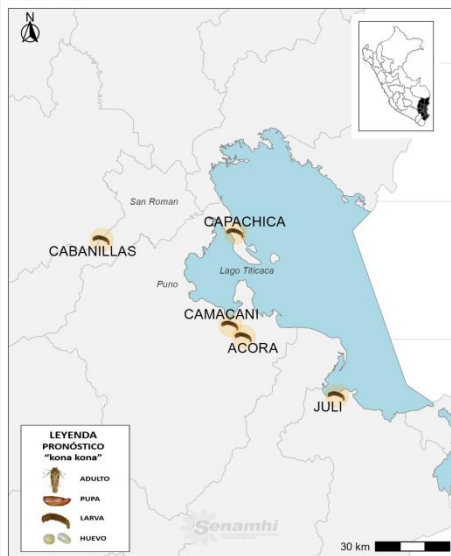 N
San Roman
CAPACHICA
CABANILLAS
Lago Titicaca
Puno
CAMACANI
ACORA
JULI
LEYENDA
PRONÓSTICO
"kona kona"
ADULTO
PUPA
LARVA
HUEVO
Senamhi
30 km